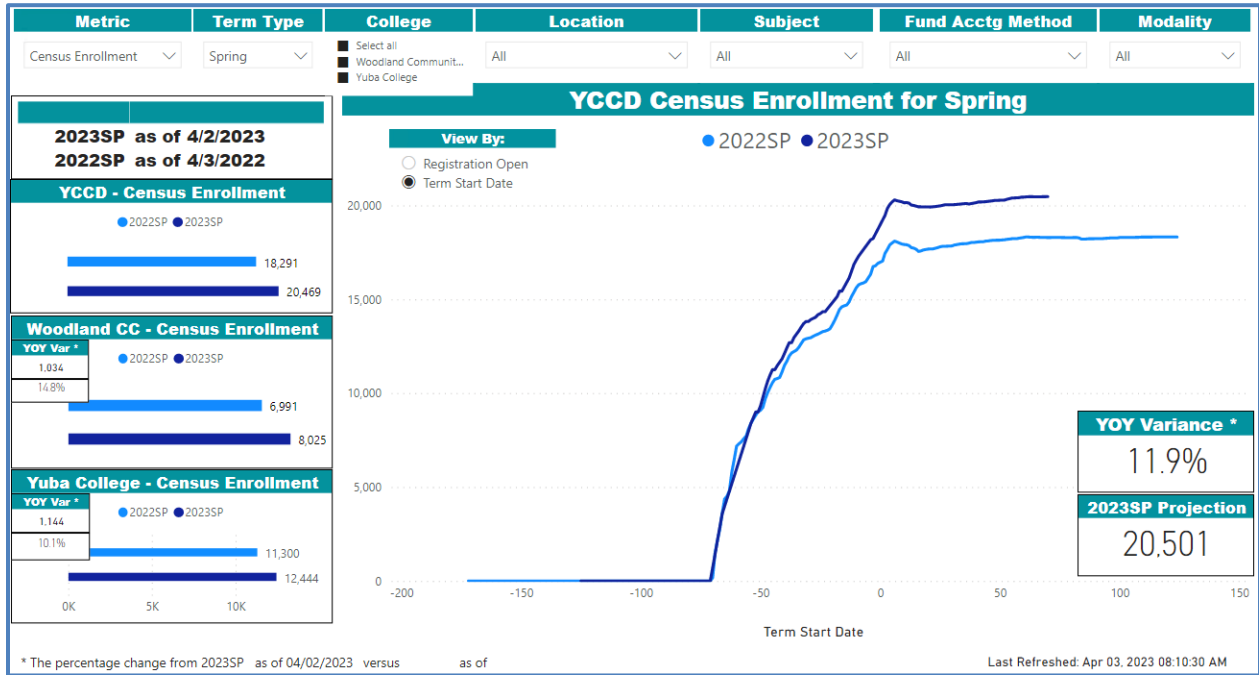 Metric Term Type College Location Subject Fund Acctg Method Modality
Census Enrollment Spring Select all All All All All
Woodland Communit...
Yuba College
YCCD Census Enrollment for Spring
2023SP as of 4/2/2023
2022SP as of 4/3/2022
View By:
Registration Open
Term Start Date
2022SP 2023SP
YCCD - Census Enrollment
2022SP 2023SP
18,291
20,469
Woodland CC - Census Enrollment
YOY Var *
1,034
14.8%
2022SP 2023SP
6,991
8,025
Yuba College - Census Enrollment
YOY Var *
1,144
10.1%
2022SP 2023SP
11,300
12,444
0K 5K 10K
20,000
15,000
10,000
5,000
0
-200 -150 -100 -50 0 50 100 150
Term Start Date
YOY Variance *
11.9%
2023SP Projection
20,501
* The percentage change from 2023SP as of 04/02/2023 versus as of
Last Refreshed: Apr 03, 2023 08:10:30 AM